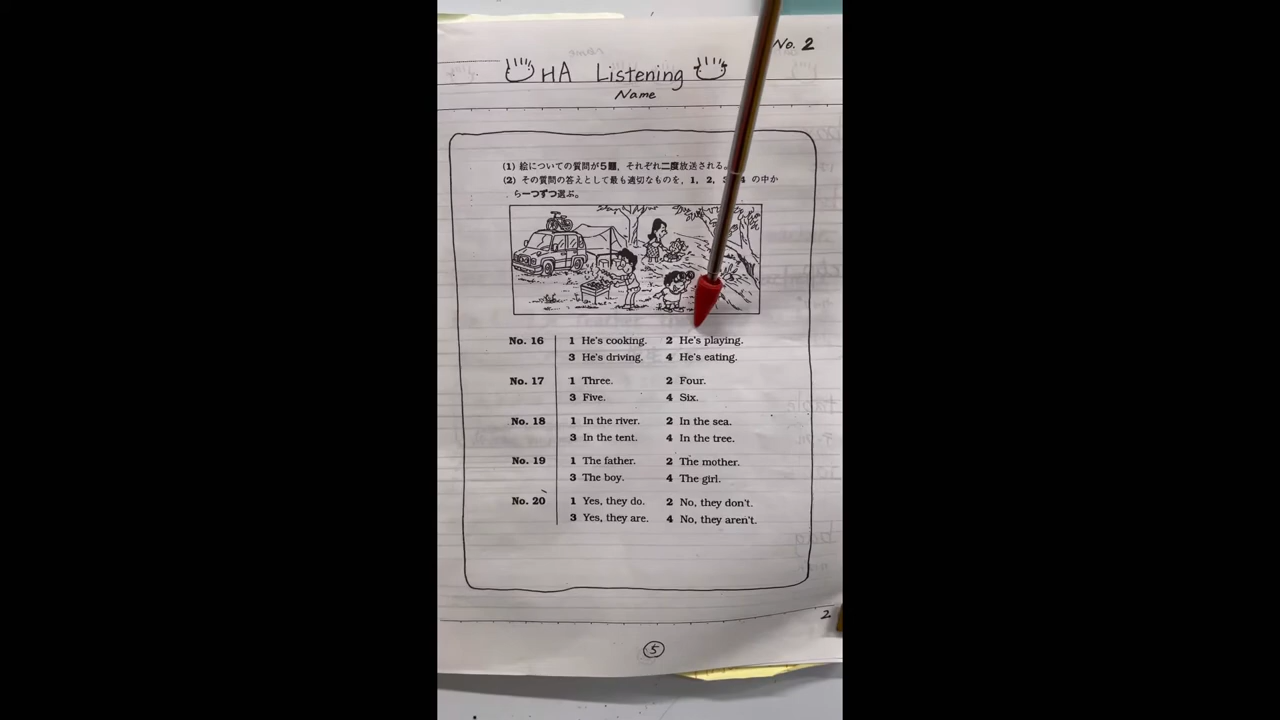 No. 2
HA Listening
Name
(1) 絵についての質問が5題，それぞれ二度放送される。
(2) その質問の答えとして最も適切なものを，1，2，3，4 の中か
ら一つずつ選ぶ。
No. 16 1 He's cooking. 2 He's playing.
3 He's driving. 4 He's eating.
No. 17 1 Three. 2 Four.
3 Five. 4 Six.
No. 18 1 In the river. 2 In the sea.
3 In the tent. 4 In the tree.
No. 19 1 The father. 2 The mother.
3 The boy. 4 The girl.
No. 20 1 Yes, they do. 2 No, they don't.
3 Yes, they are. 4 No, they aren't.
2
5